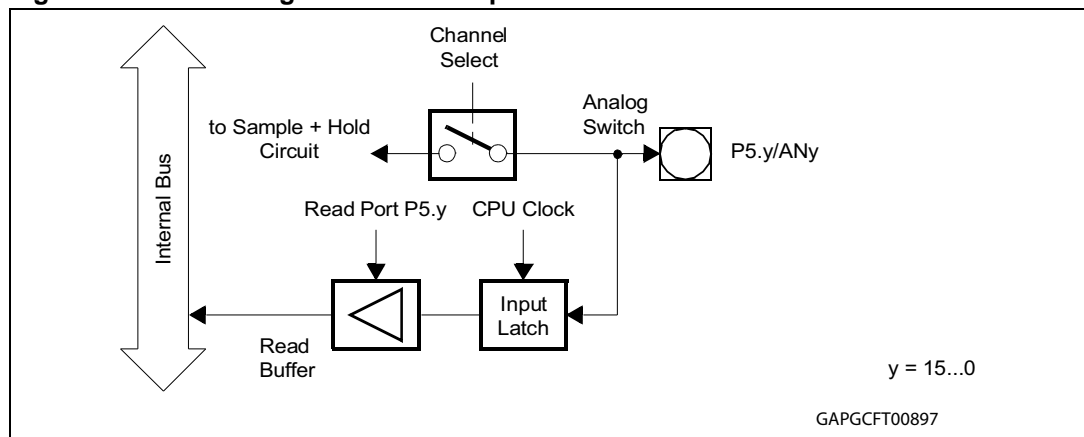 Channel
Select
Analog
Switch
to Sample + Hold
Circuit
P5.y/ANy
Internal Bus
Read Port P5.y
CPU Clock
Input
Latch
Read
Buffer
y = 15...0
GAPGCFT00897